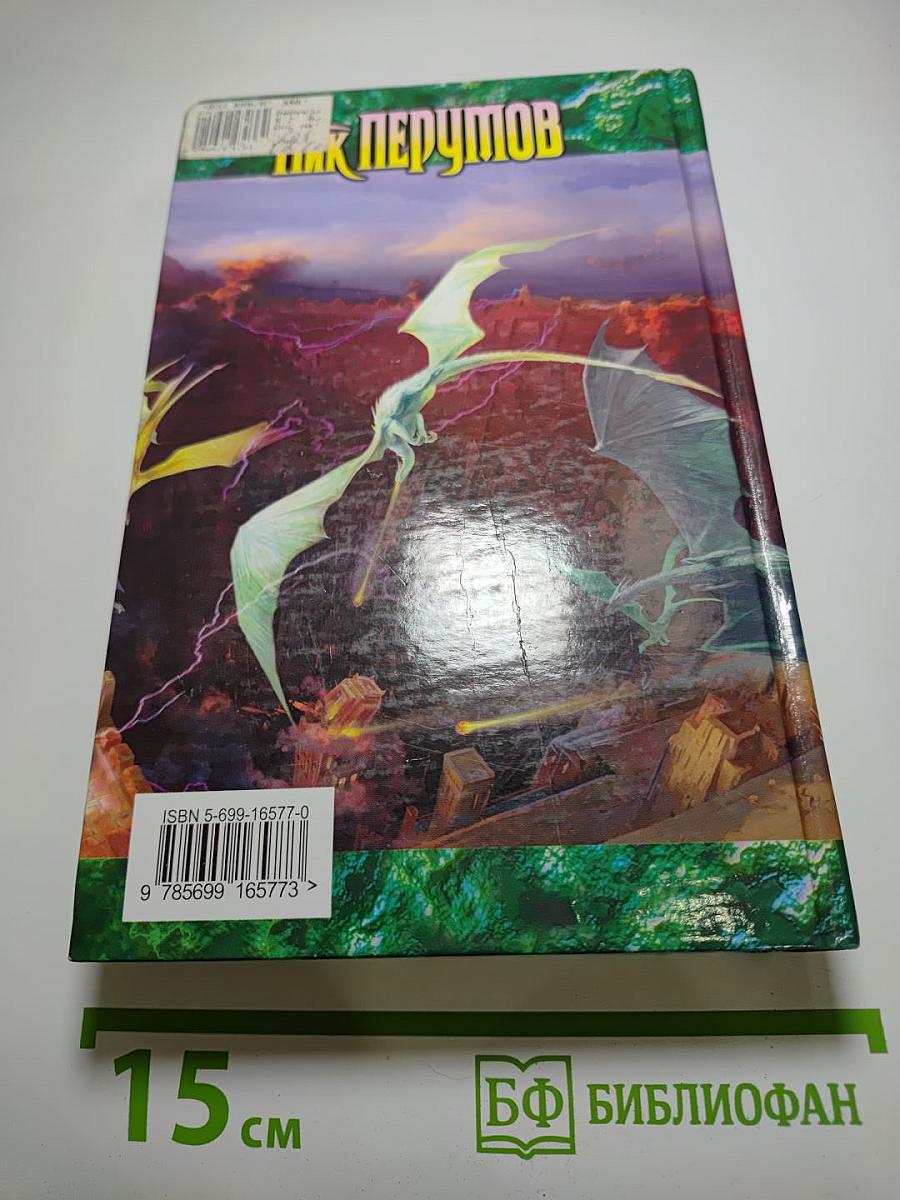 Ник ПЕРУМОВ
ISBN 5-699-16577-0
9 785699 165773 >
15 см
БФ БИБЛИОФАН